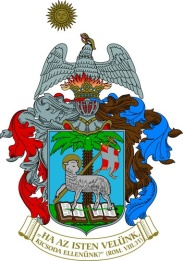 „HA AZ ISTEN VELÜNK,
KICSODA ELLENÜNK?" (RÓM. VIII:31)